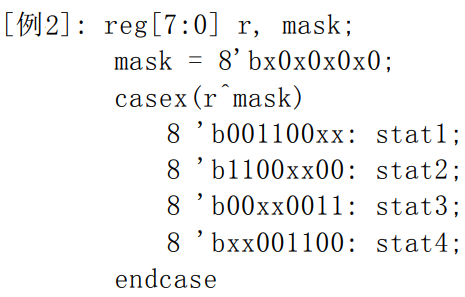 [例2]: reg[7:0] r, mask;
mask = 8'bx0x0x0x0;
casex(r^mask)
8 'b001100xx: stat1;
8 'b1100xx00: stat2;
8 'b00xx0011: stat3;
8 'bxx001100: stat4;
endcase